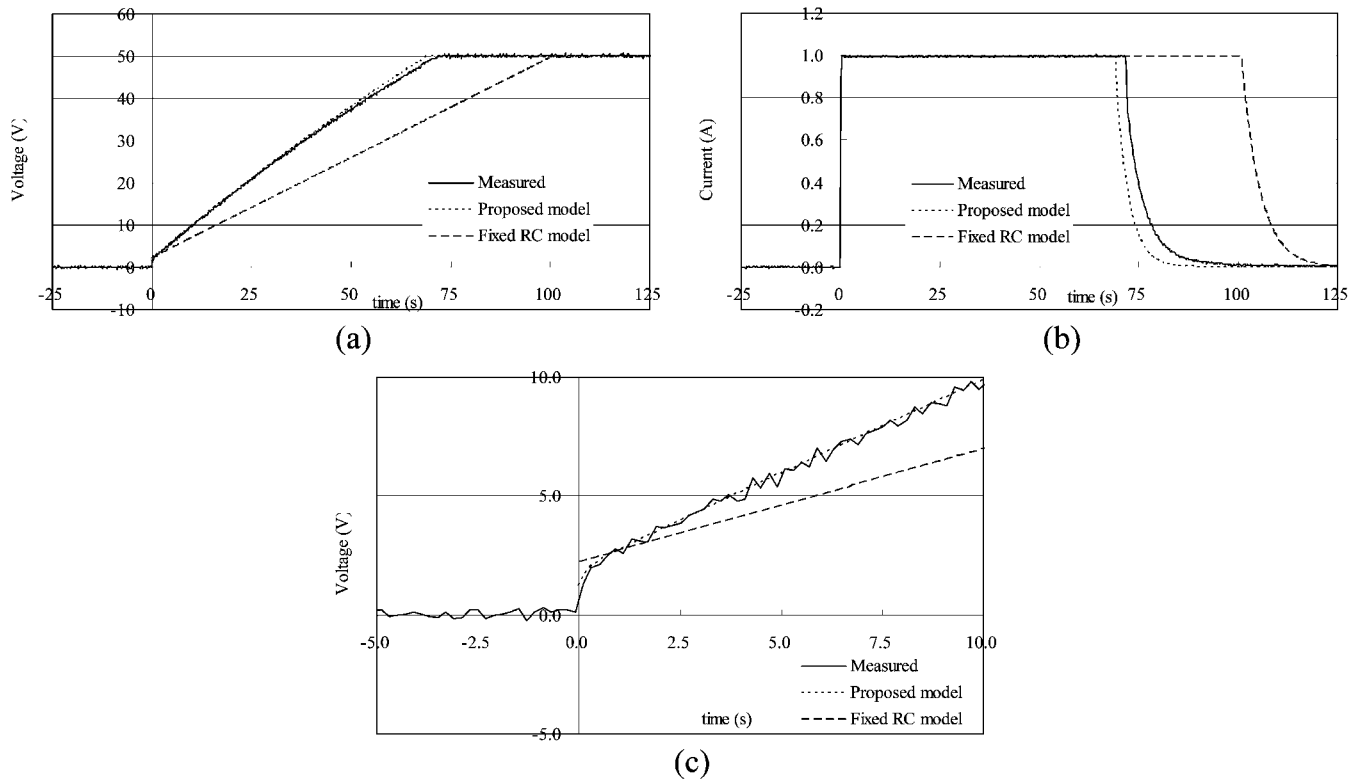 60
50
40
30
20
10
0
-10
Voltage (V)
-25
0
25
50
75
100
125
time (s)
Measured
Proposed model
Fixed RC model
(a)
1.2
1.0
0.8
0.6
0.4
0.2
0.0
-0.2
Current (A)
-25
0
25
50
75
100
125
time (s)
Measured
Proposed model
Fixed RC model
(b)
10.0
5.0
0.0
-5.0
Voltage (V)
-5.0
-2.5
0.0
2.5
5.0
7.5
10.0
time (s)
Measured
Proposed model
Fixed RC model
(c)